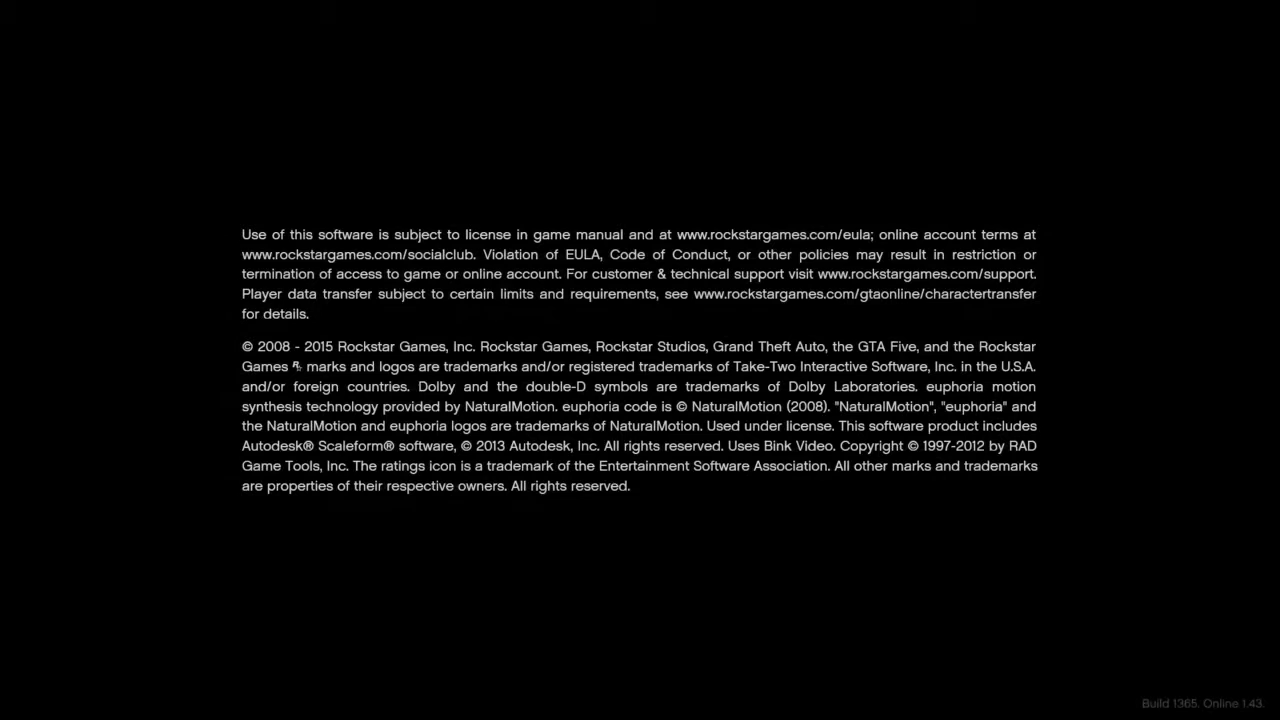 Use of this software is subject to license in game manual and at www.rockstargames.com/eula; online account terms at
www.rockstargames.com/socialclub. Violation of EULA, Code of Conduct, or other policies may result in restriction or
termination of access to game or online account. For customer & technical support visit www.rockstargames.com/support.
Player data transfer subject to certain limits and requirements, see www.rockstargames.com/gtaonline/charactertransfer
for details.
© 2008 - 2015 Rockstar Games, Inc. Rockstar Games, Rockstar Studios, Grand Theft Auto, the GTA Five, and the Rockstar
Games R* marks and logos are trademarks and/or registered trademarks of Take-Two Interactive Software, Inc. in the U.S.A.
and/or foreign countries. Dolby and the double-D symbols are trademarks of Dolby Laboratories. euphoria motion
synthesis technology provided by NaturalMotion. euphoria code is © NaturalMotion (2008). "NaturalMotion", "euphoria" and
the NaturalMotion and euphoria logos are trademarks of NaturalMotion. Used under license. This software product includes
Autodesk® Scaleform® software, © 2013 Autodesk, Inc. All rights reserved. Uses Bink Video. Copyright © 1997-2012 by RAD
Game Tools, Inc. The ratings icon is a trademark of the Entertainment Software Association. All other marks and trademarks
are properties of their respective owners. All rights reserved.
Build 1365. Online 1.43.